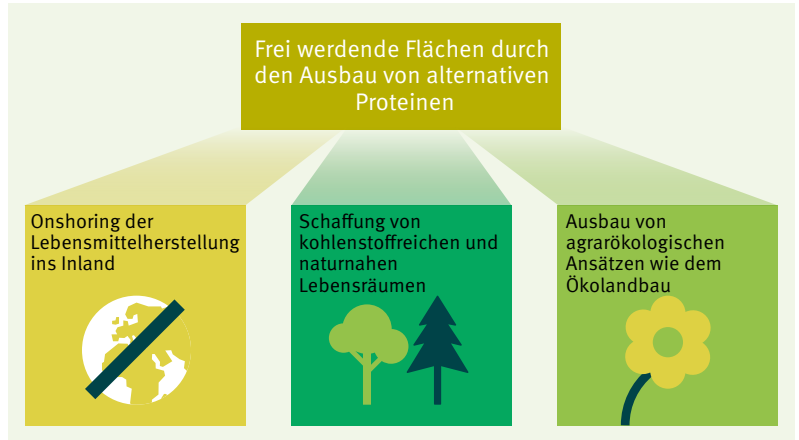 Frei werdende Flächen durch
den Ausbau von alternativen
Proteinen
Onshoring der
Lebensmittelherstellung
ins Inland
Schaffung von
kohlenstoffreichen und
naturnahen
Lebensräumen
Ausbau von
agrarökologischen
Ansätzen wie dem
Ökolandbau